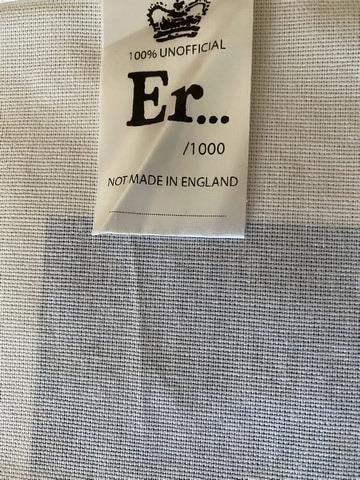 100% UNOFFICIAL
Er...
/1000
NOT MADE IN ENGLAND